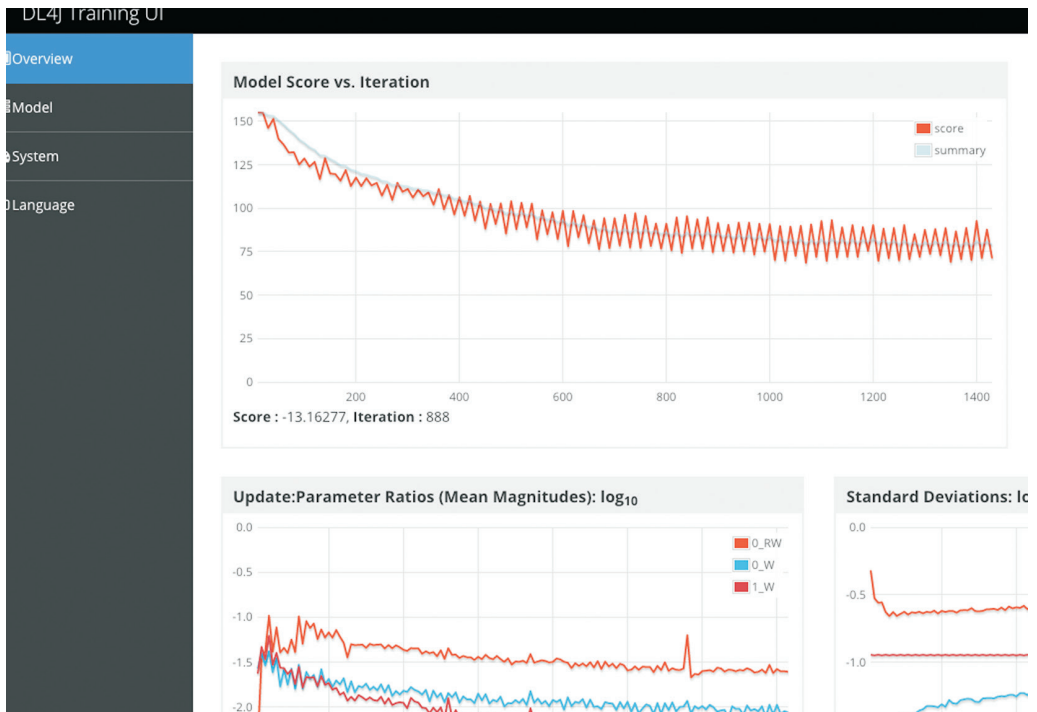 DL4J Training UI
Overview
Model
System
Language
Model Score vs. Iteration
150
125
100
75
50
25
0
score
summary
200 400 600 800 1000 1200 1400
Score : -13.16277, Iteration : 888
Update:Parameter Ratios (Mean Magnitudes): log10
0.0
-0.5
-1.0
-1.5
-2.0
0_RW
0_W
1_W
Standard Deviations: lo
0.0
-0.5
-1.0